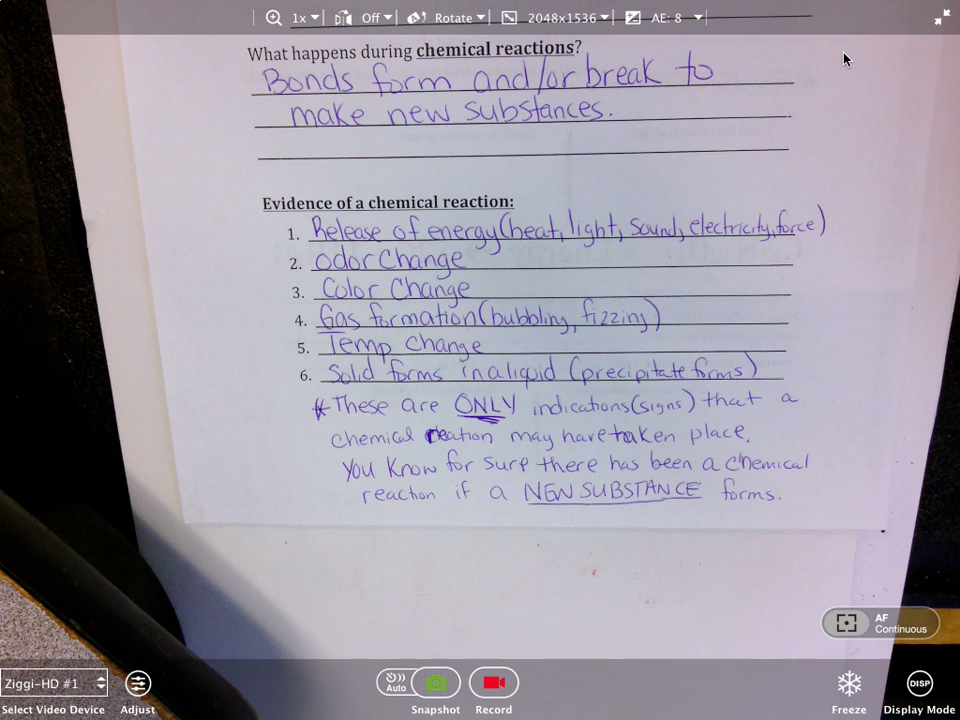 1x Off Rotate 2048x1536 AE: 8
What happens during chemical reactions?
Bonds form and/or break to
make new substances.
Evidence of a chemical reaction:
1. Release of energy (heat, light, sound, electricity, force)
2. odor change
3. Color Change
4. Gas formation (bubbling, fizzing)
5. Temp change
6. Solid forms in a liquid (precipitate forms)
* These are ONLY indications (signs) that a
chemical reation may have taken place.
You know for sure there has been a chemical
reaction if a NEW SUBSTANCE forms.
AF
Continuous
Ziggi-HD #1
Auto
DISP
Select Video Device Adjust Snapshot Record Freeze Display Mode